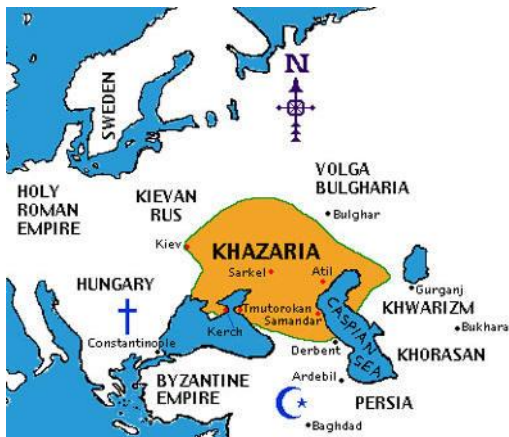 N
SWEDEN
VOLGA
BULGHARIA
HOLY
ROMAN
EMPIRE
KIEVAN
RUS
Bulghar
Kiev
KHAZARIA
Sarkel
Atil
HUNGARY
Gurganj
Tmutorokan
Samandar
CASPIAN
SEA
KHWARIZM
Kerch
Bukhara
Constantinople
Derbent
KHORASAN
BYZANTINE
EMPIRE
Ardebil
PERSIA
Baghdad